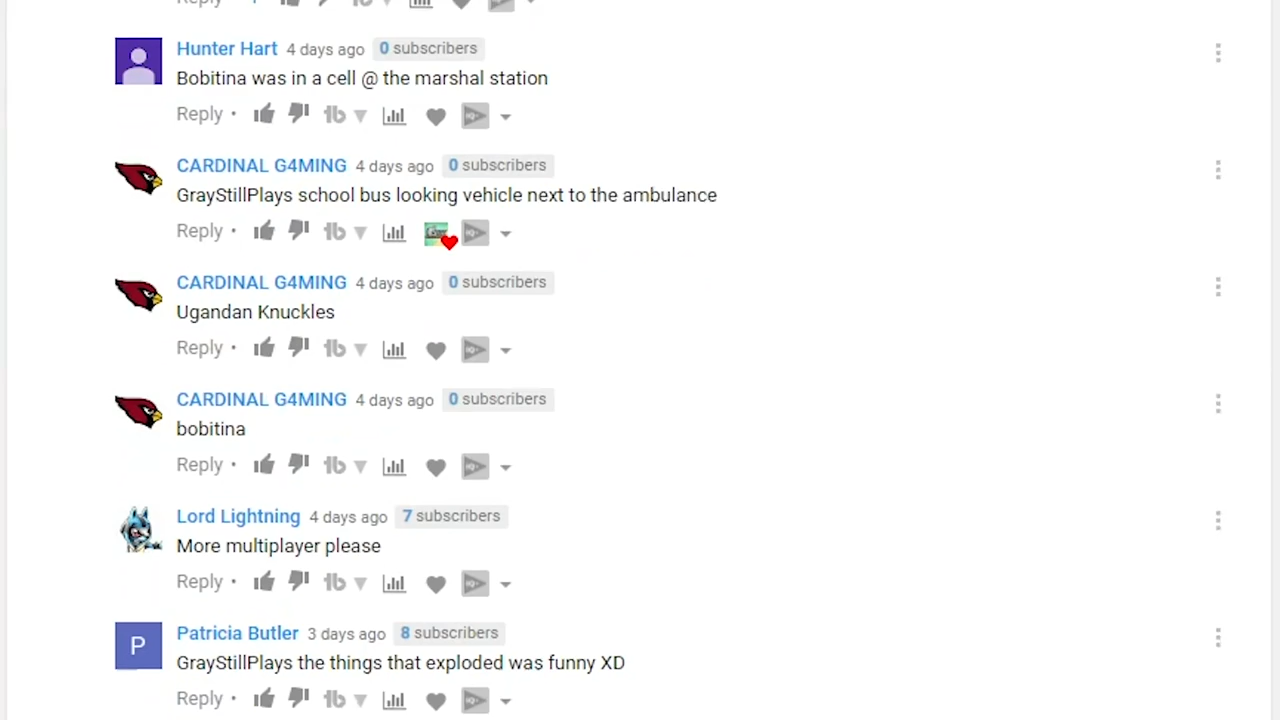 Reply
Hunter Hart 4 days ago 0 subscribers
Bobitina was in a cell @ the marshal station
Reply •
CARDINAL G4MING 4 days ago 0 subscribers
GrayStillPlays school bus looking vehicle next to the ambulance
Reply •
CARDINAL G4MING 4 days ago 0 subscribers
Ugandan Knuckles
Reply •
CARDINAL G4MING 4 days ago 0 subscribers
bobitina
Reply •
Lord Lightning 4 days ago 7 subscribers
More multiplayer please
Reply •
P Patricia Butler 3 days ago 8 subscribers
GrayStillPlays the things that exploded was funny XD
Reply •